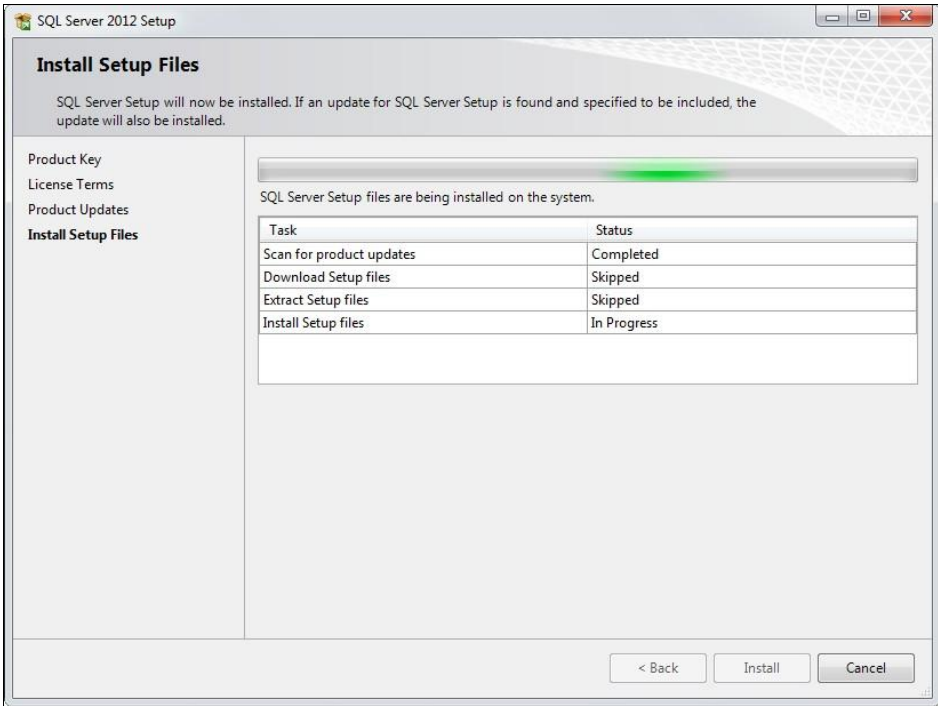 SQL Server 2012 Setup
Install Setup Files
SQL Server Setup will now be installed. If an update for SQL Server Setup is found and specified to be included, the
update will also be installed.
Product Key
License Terms
Product Updates
Install Setup Files
SQL Server Setup files are being installed on the system.
Task Status
Scan for product updates Completed
Download Setup files Skipped
Extract Setup files Skipped
Install Setup files In Progress
< Back Install Cancel